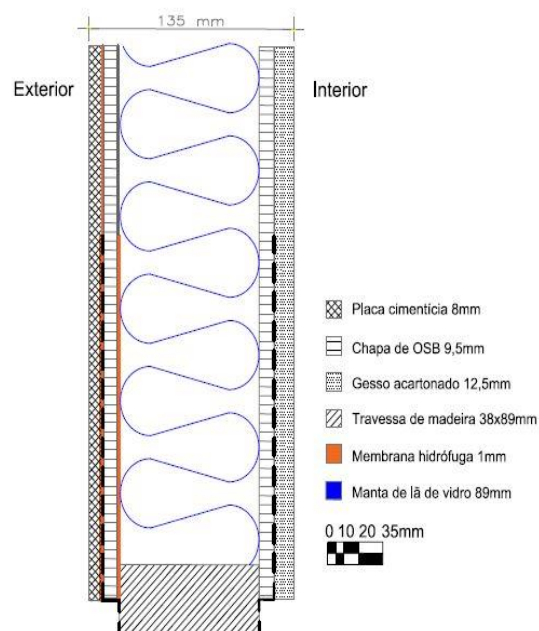 135 mm
Exterior
Interior
Placa cimentícia 8mm
Chapa de OSB 9,5mm
Gesso acartonado 12,5mm
Travessa de madeira 38x89mm
Membrana hidrófuga 1mm
Manta de lã de vidro 89mm
0 10 20 35mm